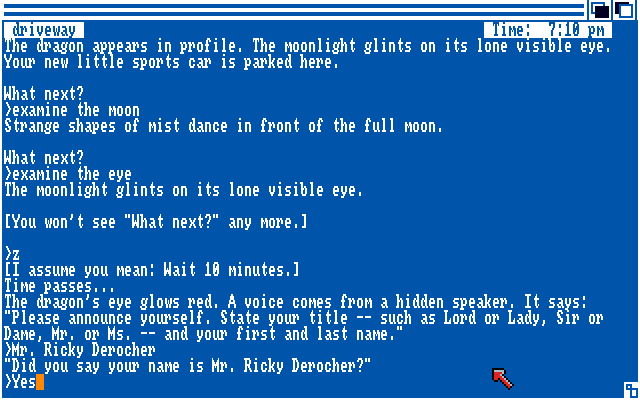 driveway Time: 7:10 pm
The dragon appears in profile. The moonlight glints on its lone visible eye.
Your new little sports car is parked here.
What next?
>examine the moon
Strange shapes of mist dance in front of the full moon.
What next?
>examine the eye
The moonlight glints on its lone visible eye.
[You won't see "What next?" any more.]
>z
[I assume you mean: Wait 10 minutes.]
Time passes...
The dragon's eye glows red. A voice comes from a hidden speaker. It says:
"Please announce yourself. State your title -- such as Lord or Lady, Sir or
Dame, Mr. or Ms. -- and your first and last name."
>Mr. Ricky Derocher
"Did you say your name is Mr. Ricky Derocher?"
>Yes